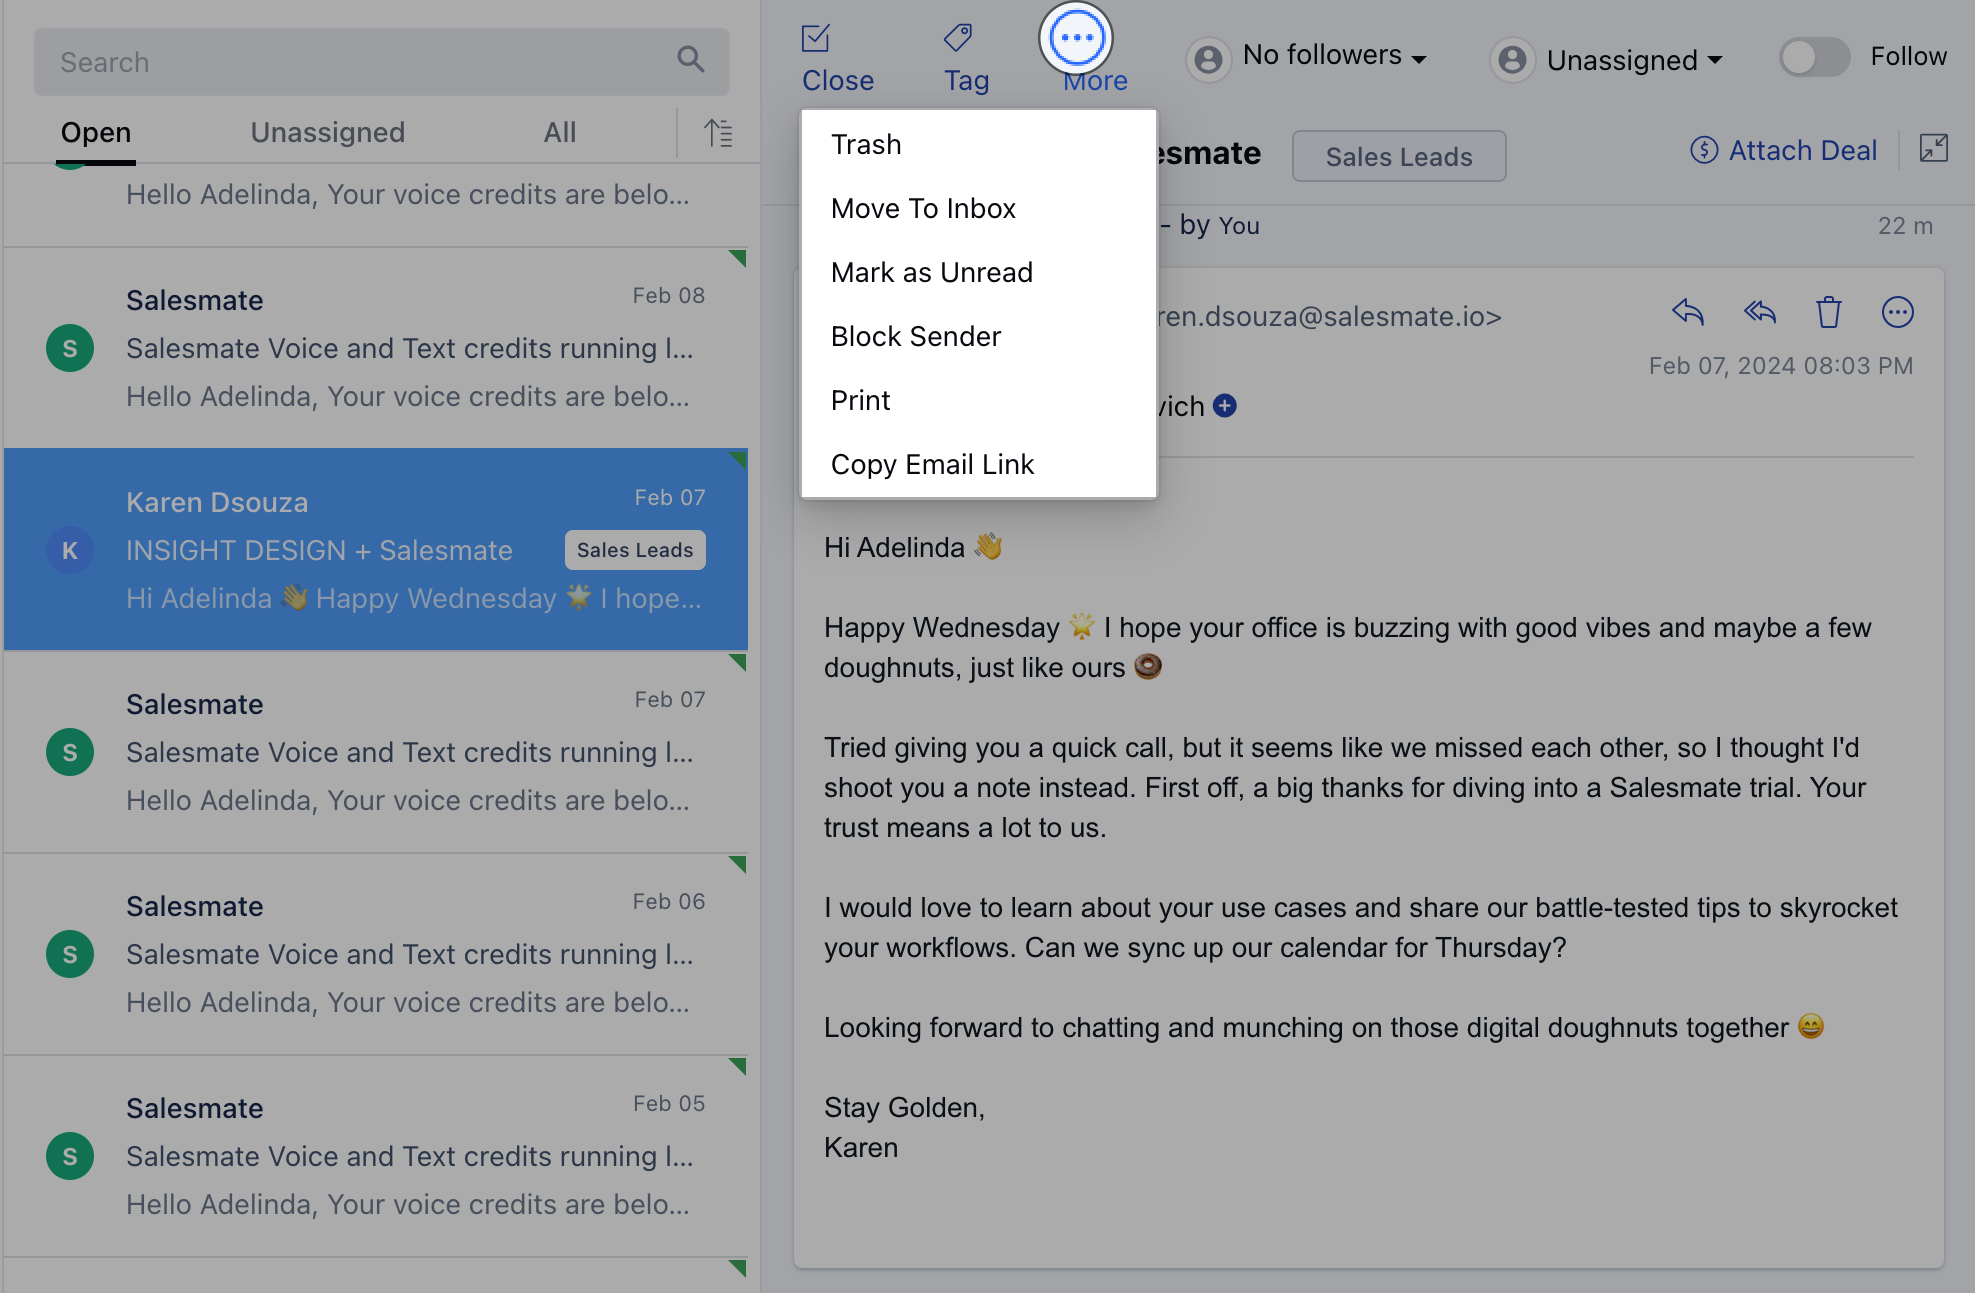 Search
Open
Unassigned
All
Hello Adelinda, Your voice credits are belo...
Salesmate
Feb 08
S
Salesmate Voice and Text credits running l...
Hello Adelinda, Your voice credits are belo...
Karen Dsouza
Feb 07
K
INSIGHT DESIGN + Salesmate
Sales Leads
Hi Adelinda 👋 Happy Wednesday 🌟 I hope...
Salesmate
Feb 07
S
Salesmate Voice and Text credits running l...
Hello Adelinda, Your voice credits are belo...
Salesmate
Feb 06
S
Salesmate Voice and Text credits running l...
Hello Adelinda, Your voice credits are belo...
Salesmate
Feb 05
S
Salesmate Voice and Text credits running l...
Hello Adelinda, Your voice credits are belo...
Close
Tag
More
No followers
Unassigned
Follow
Trash
Move To Inbox
Mark as Unread
Block Sender
Print
Copy Email Link
esmate
Sales Leads
Attach Deal
- by You
22 m
ren.dsouza@salesmate.io>
Feb 07, 2024 08:03 PM
vich
Hi Adelinda 👋
Happy Wednesday 🌟 I hope your office is buzzing with good vibes and maybe a few
doughnuts, just like ours 🍩
Tried giving you a quick call, but it seems like we missed each other, so I thought I'd
shoot you a note instead. First off, a big thanks for diving into a Salesmate trial. Your
trust means a lot to us.
I would love to learn about your use cases and share our battle-tested tips to skyrocket
your workflows. Can we sync up our calendar for Thursday?
Looking forward to chatting and munching on those digital doughnuts together 😄
Stay Golden,
Karen